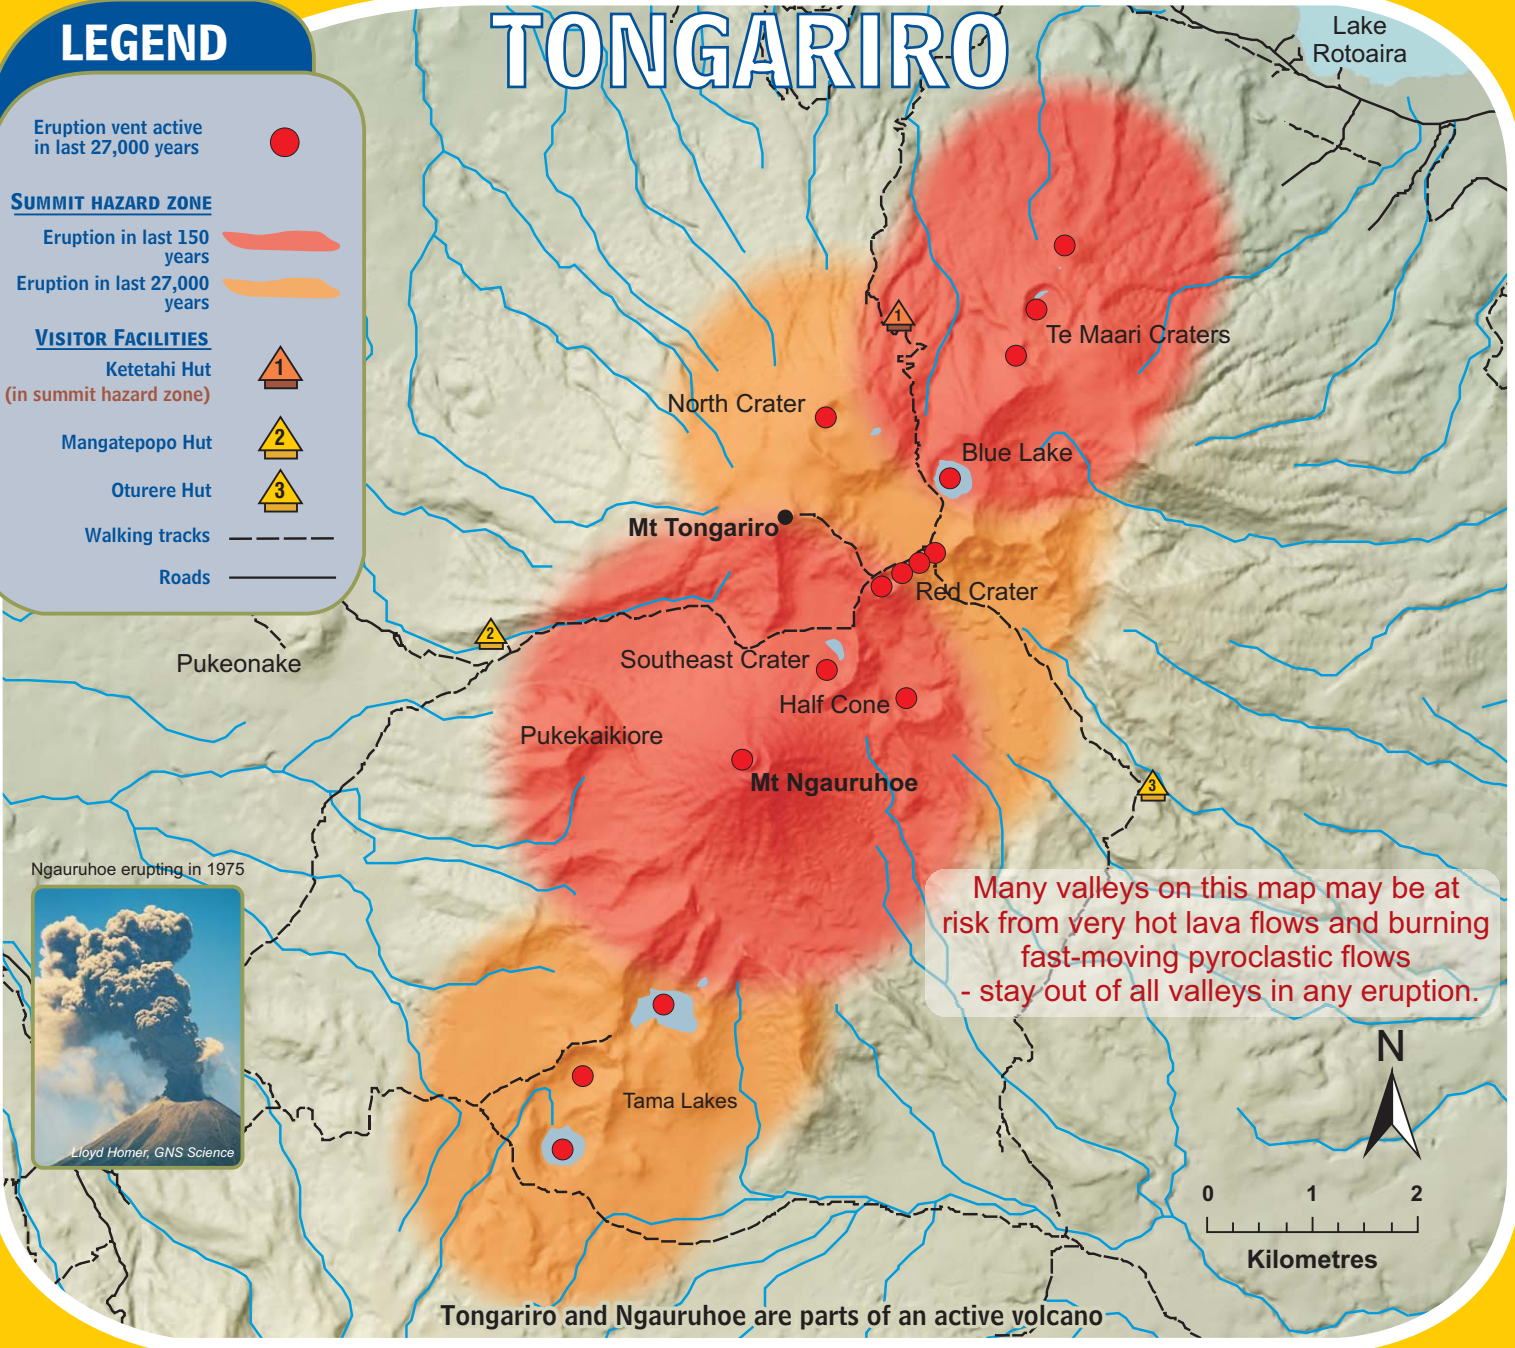 LEGEND
Eruption vent active
in last 27,000 years
SUMMIT HAZARD ZONE
Eruption in last 150
years
Eruption in last 27,000
years
VISITOR FACILITIES
Ketetahi Hut
1
(in summit hazard zone)
Mangatepopo Hut
2
Oturere Hut
3
Walking tracks
Roads
TONGARIRO
Lake
Rotoaira
1
Te Maari Craters
North Crater
Blue Lake
Mt Tongariro
Red Crater
2
Pukeonake
Southeast Crater
Half Cone
Pukekaikiore
Mt Ngauruhoe
3
Ngauruhoe erupting in 1975
Lloyd Homer, GNS Science
Many valleys on this map may be at
risk from very hot lava flows and burning
fast-moving pyroclastic flows
- stay out of all valleys in any eruption.
Tama Lakes
N
0 1 2
Kilometres
Tongariro and Ngauruhoe are parts of an active volcano